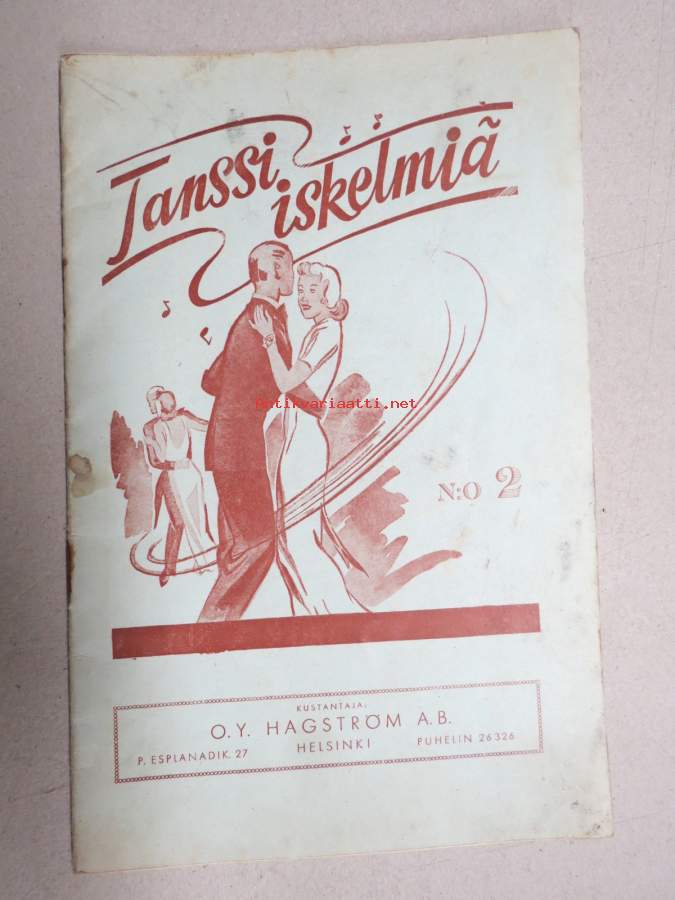 Tanssi
iskelmiä
antikvariaatti.net
N:O 2
KUSTANTAJA:
O.Y. HAGSTRÖM A.B.
P. ESPLANADIK. 27 HELSINKI PUHELIN 26326